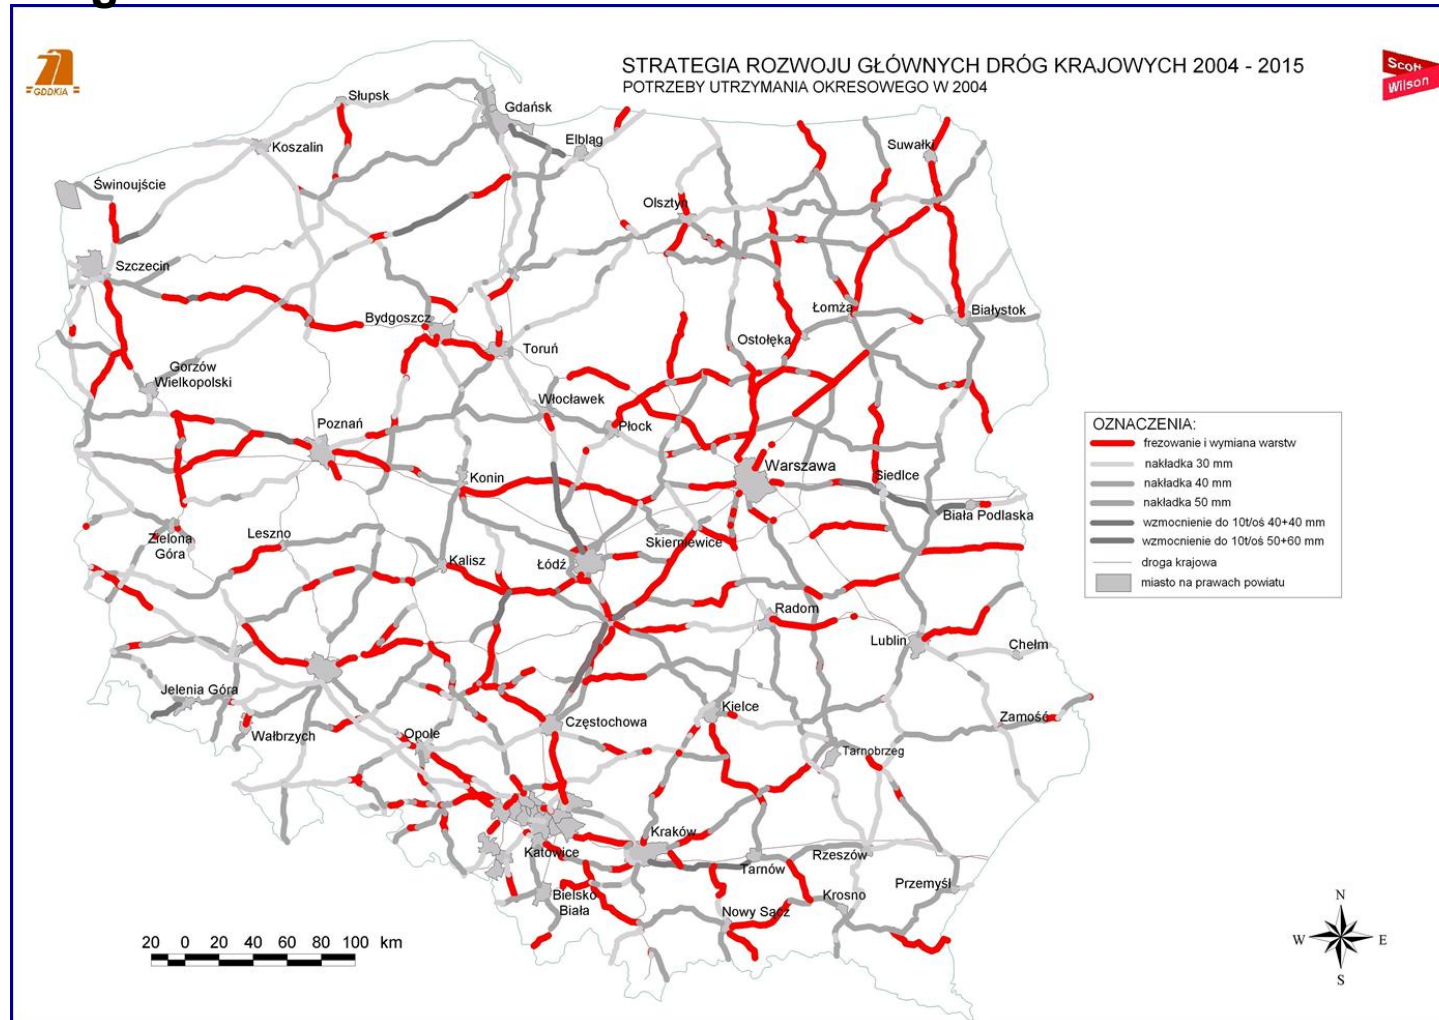 g
GDDKiA
STRATEGIA ROZWOJU GŁÓWNYCH DRÓG KRAJOWYCH 2004 - 2015
POTRZEBY UTRZYMANIA OKRESOWEGO W 2004
Scott
Wilson
Słupsk
Gdańsk
Koszalin
Elbląg
Suwałki
Świnoujście
Olsztyn
Szczecin
Łomża
Białystok
Bydgoszcz
Ostołęka
Toruń
Gorzów
Wielkopolski
Włocławek
Płock
Poznań
Warszawa
Konin
Siedlce
Biała Podlaska
Zielona
Góra
Leszno
Skierniewice
Kalisz
Łódź
Radom
Lublin
Chełm
Jelenia Góra
Kielce
Zamość
Wałbrzych
Opole
Częstochowa
Tarnobrzeg
Kraków
Katowice
Rzeszów
Tarnów
Przemyśl
Bielsko
Biała
Krosno
Nowy Sącz
OZNACZENIA:
frezowanie i wymiana warstw
nakładka 30 mm
nakładka 40 mm
nakładka 50 mm
wzmocnienie do 10t/oś 40+40 mm
wzmocnienie do 10t/oś 50+60 mm
droga krajowa
miasto na prawach powiatu
20 0 20 40 60 80 100 km
N
W E
S